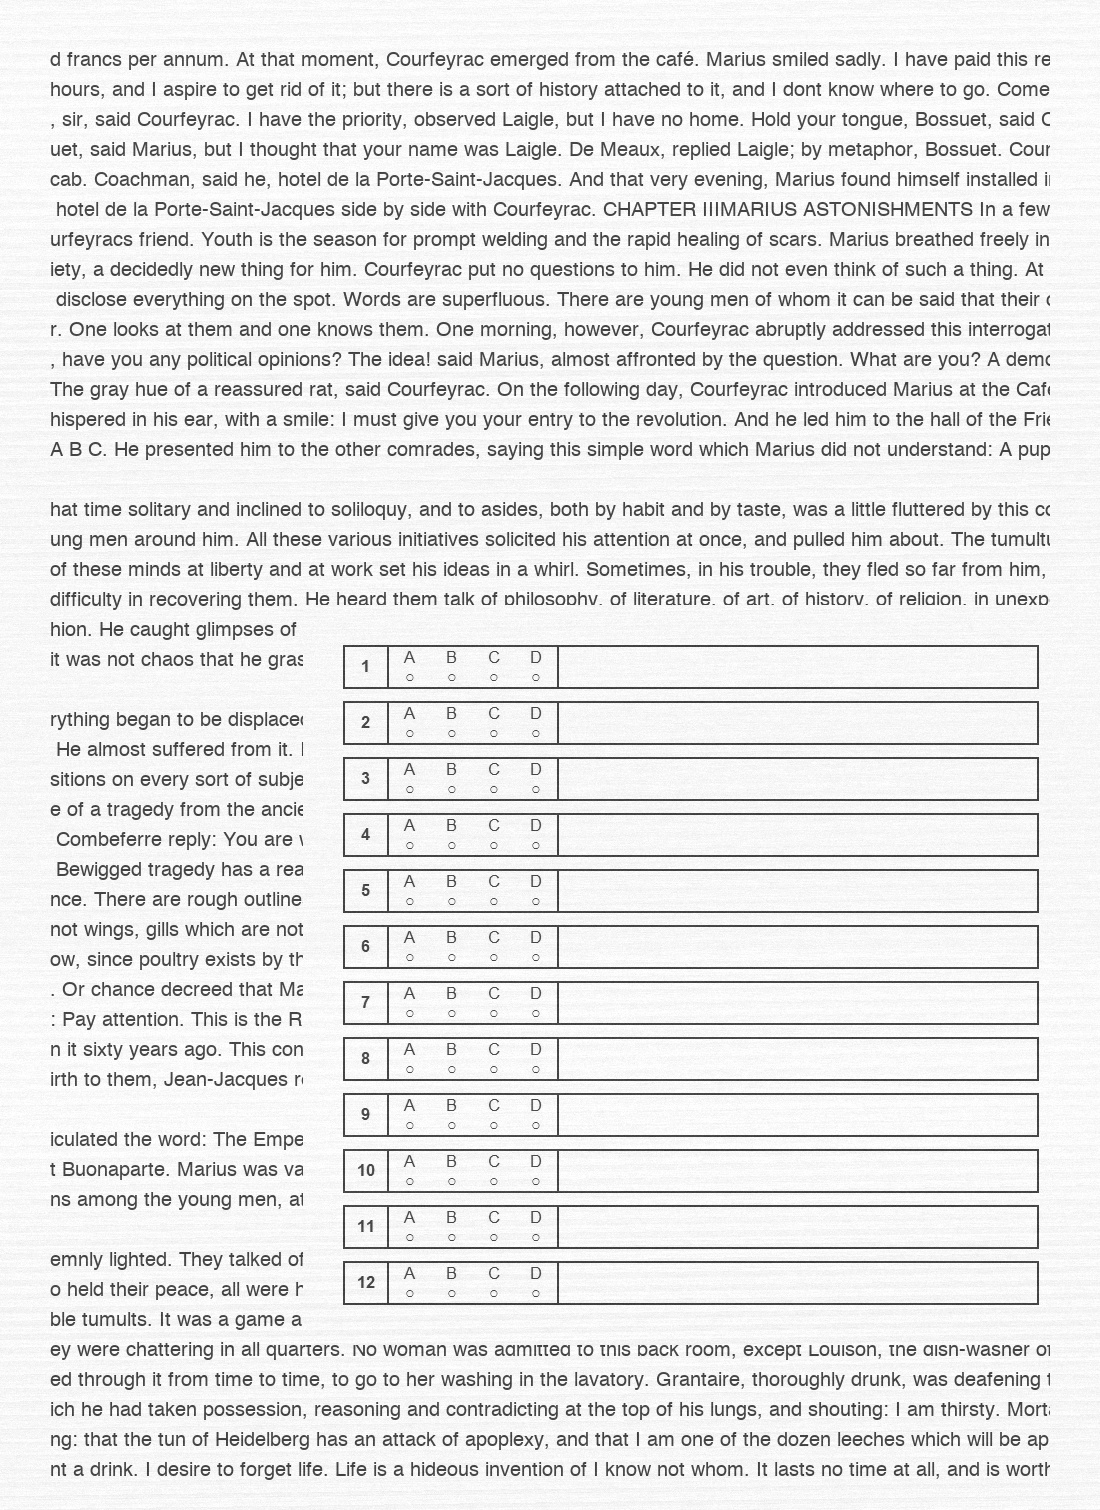 d francs per annum. At that moment, Courfeyrac emerged from the café. Marius smiled sadly. I have paid this re
hours, and I aspire to get rid of it; but there is a sort of history attached to it, and I dont know where to go. Come
, sir, said Courfeyrac. I have the priority, observed Laigle, but I have no home. Hold your tongue, Bossuet, said
uet, said Marius, but I thought that your name was Laigle. De Meaux, replied Laigle; by metaphor, Bossuet. Cour
cab. Coachman, said he, hotel de la Porte-Saint-Jacques. And that very evening, Marius found himself installed
hotel de la Porte-Saint-Jacques side by side with Courfeyrac. CHAPTER IIIMARIUS ASTONISHMENTS In a few
urfeyracs friend. Youth is the season for prompt welding and the rapid healing of scars. Marius breathed freely in
iety, a decidedly new thing for him. Courfeyrac put no questions to him. He did not even think of such a thing. At
disclose everything on the spot. Words are superfluous. There are young men of whom it can be said that their
r. One looks at them and one knows them. One morning, however, Courfeyrac abruptly addressed this interrogat
, have you any political opinions? The idea! said Marius, almost affronted by the question. What are you? A demo
The gray hue of a reassured rat, said Courfeyrac. On the following day, Courfeyrac introduced Marius at the Café
hispered in his ear, with a smile: I must give you your entry to the revolution. And he led him to the hall of the Frie
A B C. He presented him to the other comrades, saying this simple word which Marius did not understand: A pup
hat time solitary and inclined to soliloquy, and to asides, both by habit and by taste, was a little fluttered by this co
ung men around him. All these various initiatives solicited his attention at once, and pulled him about. The tumultu
of these minds at liberty and at work set his ideas in a whirl. Sometimes, in his trouble, they fled so far from him,
difficulty in recovering them. He heard them talk of philosophy, of literature, of art, of history, of religion, in unexp
hion. He caught glimpses of
it was not chaos that he gras
rything began to be displaced
He almost suffered from it.
sitions on every sort of subje
e of a tragedy from the ancie
Combeferre reply: You are
Bewigged tragedy has a rea
nce. There are rough outline
not wings, gills which are not
ow, since poultry exists by th
. Or chance decreed that Ma
: Pay attention. This is the R
n it sixty years ago. This con
irth to them, Jean-Jacques r
iculated the word: The Empe
t Buonaparte. Marius was va
ns among the young men, at
emnly lighted. They talked of
o held their peace, all were h
ble tumults. It was a game a
1 A B C D
2 A B C D
3 A B C D
4 A B C D
5 A B C D
6 A B C D
7 A B C D
8 A B C D
9 A B C D
10 A B C D
11 A B C D
12 A B C D
ey were chattering in all quarters. No woman was admitted to this back room, except Louison, the dish-washer of
ed through it from time to time, to go to her washing in the lavatory. Grantaire, thoroughly drunk, was deafening
ich he had taken possession, reasoning and contradicting at the top of his lungs, and shouting: I am thirsty. Morta
ng: that the tun of Heidelberg has an attack of apoplexy, and that I am one of the dozen leeches which will be ap
nt a drink. I desire to forget life. Life is a hideous invention of I know not whom. It lasts no time at all, and is worth